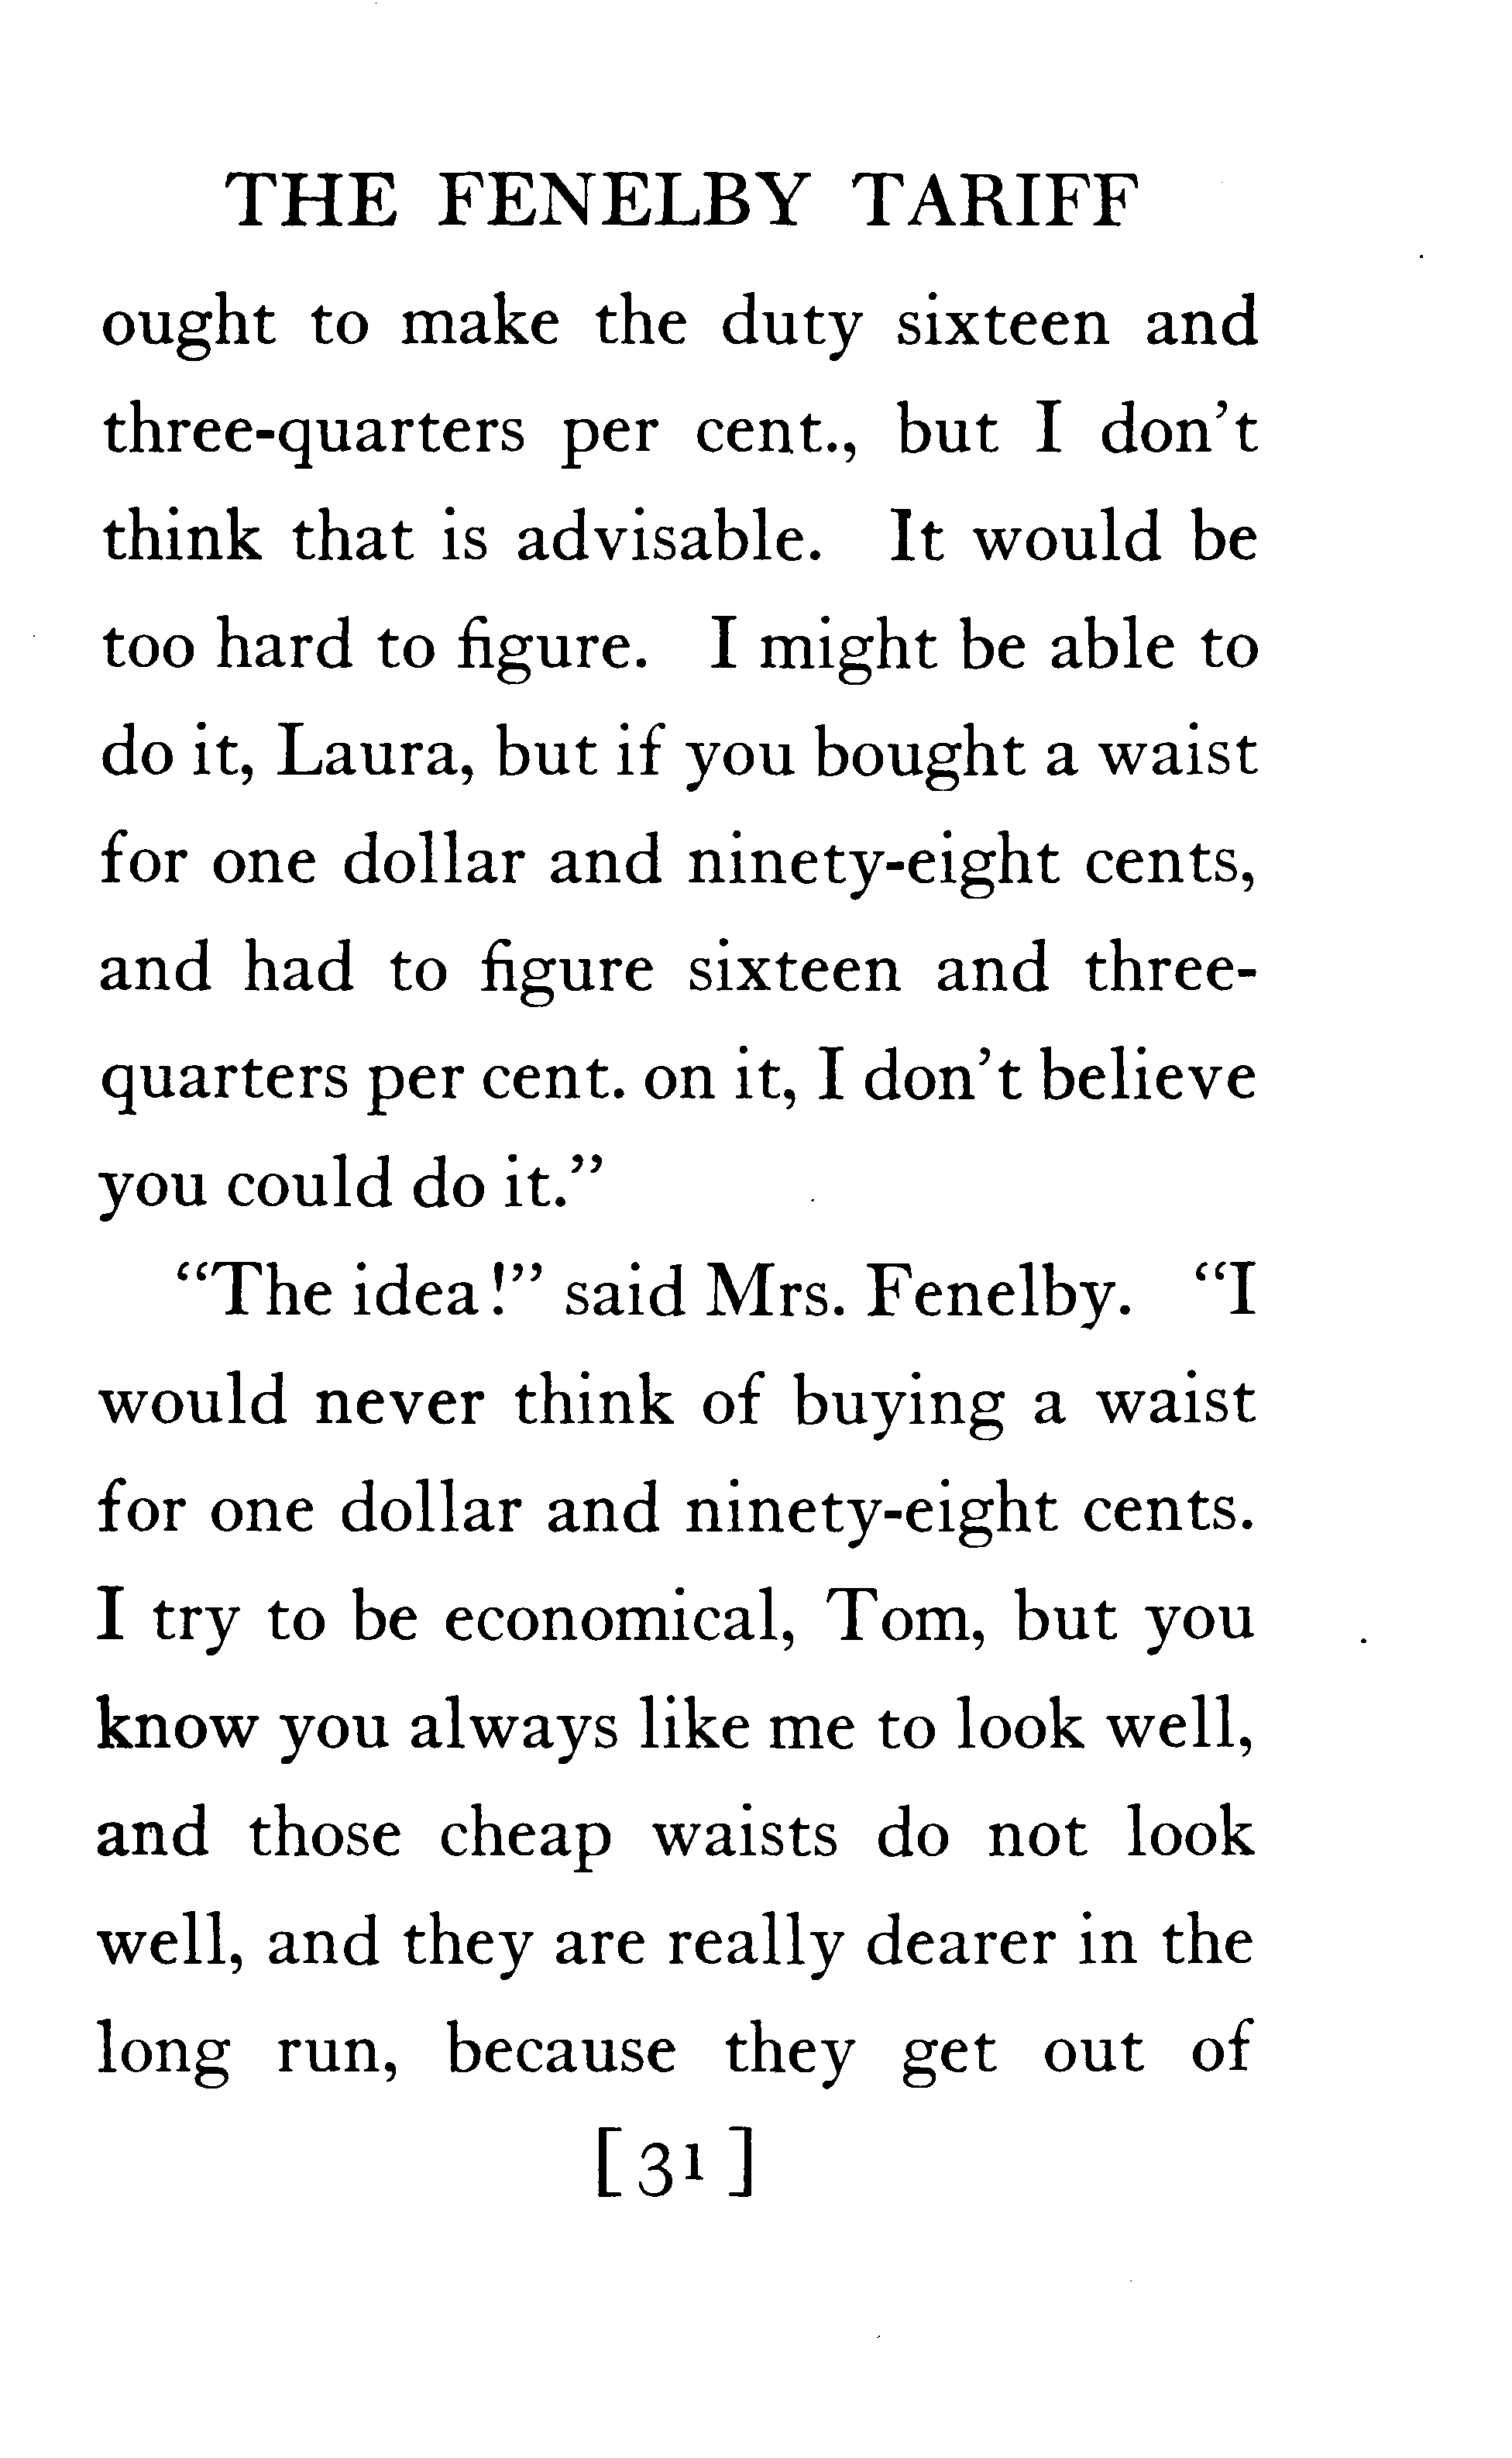 THE FENELBY TARIFF
ought to make the duty sixteen and
three-quarters per cent., but I don't
think that is advisable. It would be
too hard to figure. I might be able to
do it, Laura, but if you bought a waist
for one dollar and ninety-eight cents,
and had to figure sixteen and three-
quarters per cent. on it, I don't believe
you could do it.”
“The idea!” said Mrs. Fenelby. “I
would never think of buying a waist
for one dollar and ninety-eight cents.
I try to be economical, Tom, but you
know you always like me to look well,
and those cheap waists do not look
well, and they are really dearer in the
long run, because they get out of
[31]